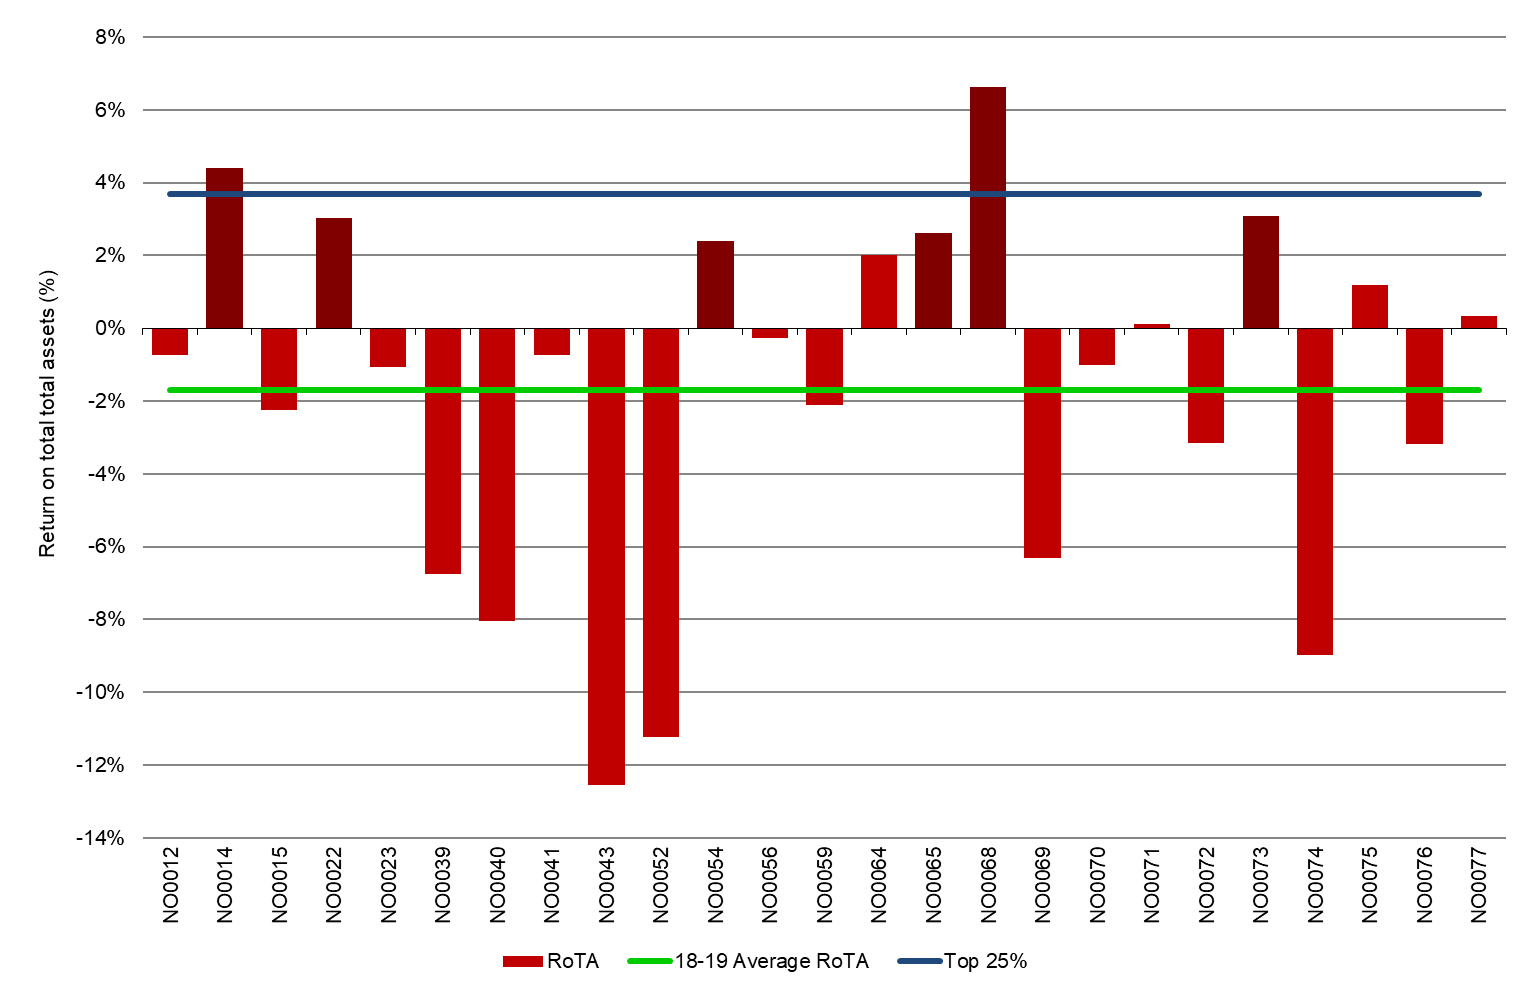 8%
6%
4%
2%
0%
-2%
-4%
-6%
-8%
-10%
-12%
-14%
Return on total total assets (%)
NO0012
NO0014
NO0015
NO0022
NO0023
NO0039
NO0040
NO0041
NO0043
NO0052
NO0054
NO0056
NO0059
NO0064
NO0065
NO0068
NO0069
NO0070
NO0071
NO0072
NO0073
NO0074
NO0075
NO0076
NO0077
RoTA
18-19 Average RoTA
Top 25%